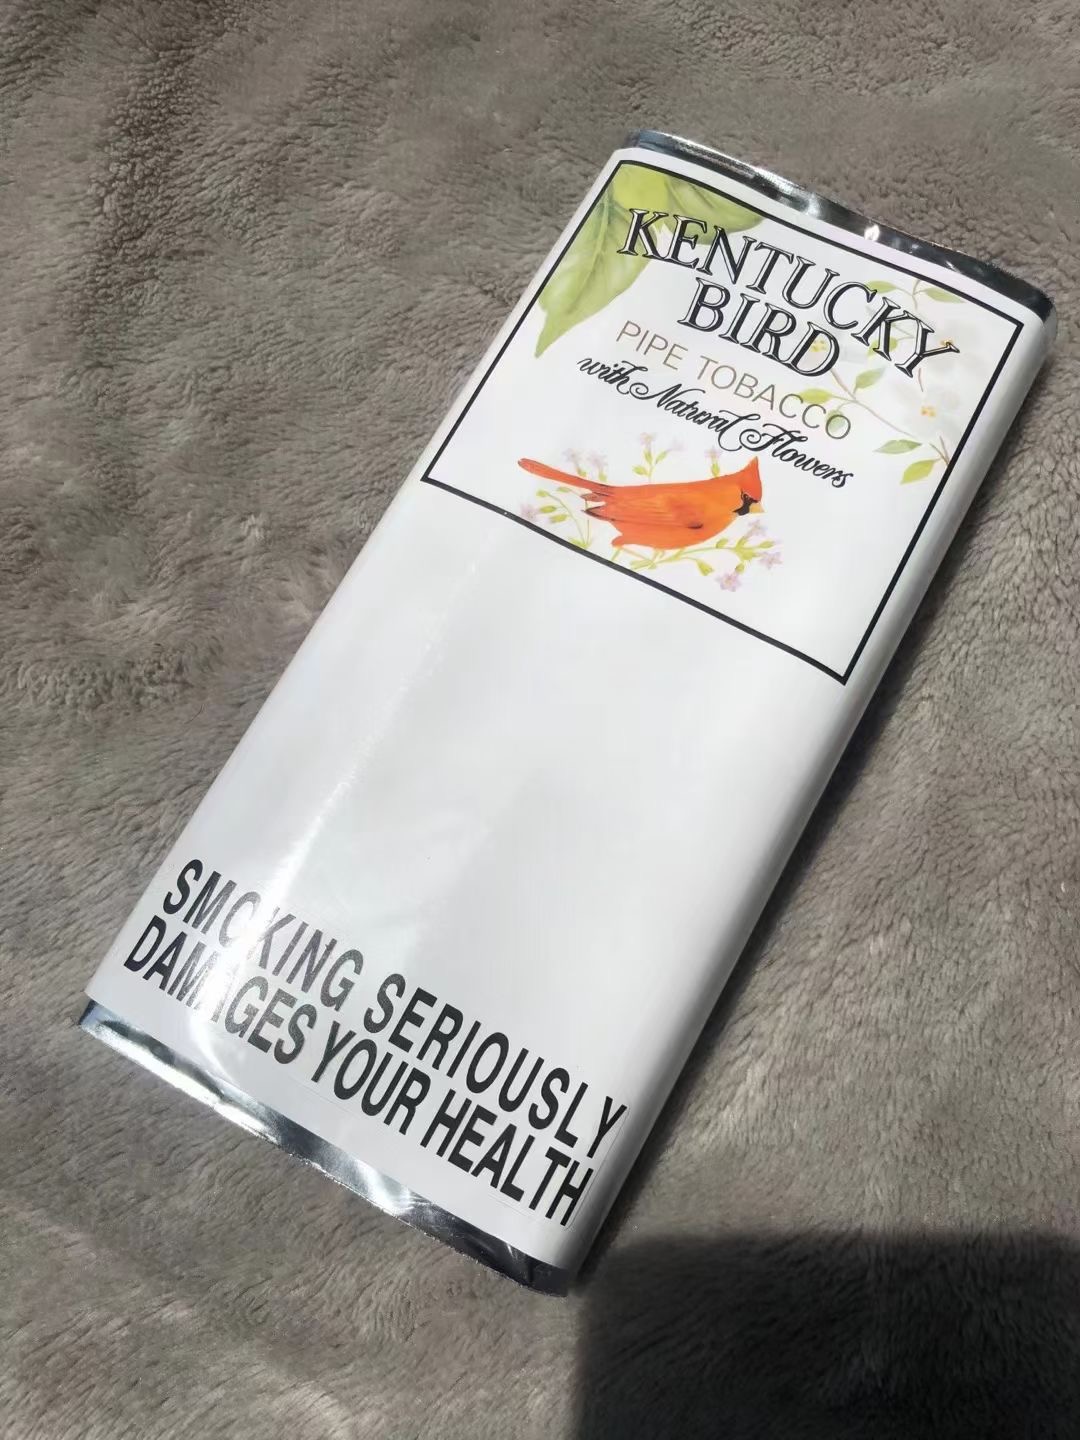 KENTUCKY
BIRD
PIPE TOBACCO
with Natural Flowers
SMOKING SERIOUSLY
DAMAGES YOUR HEALTH